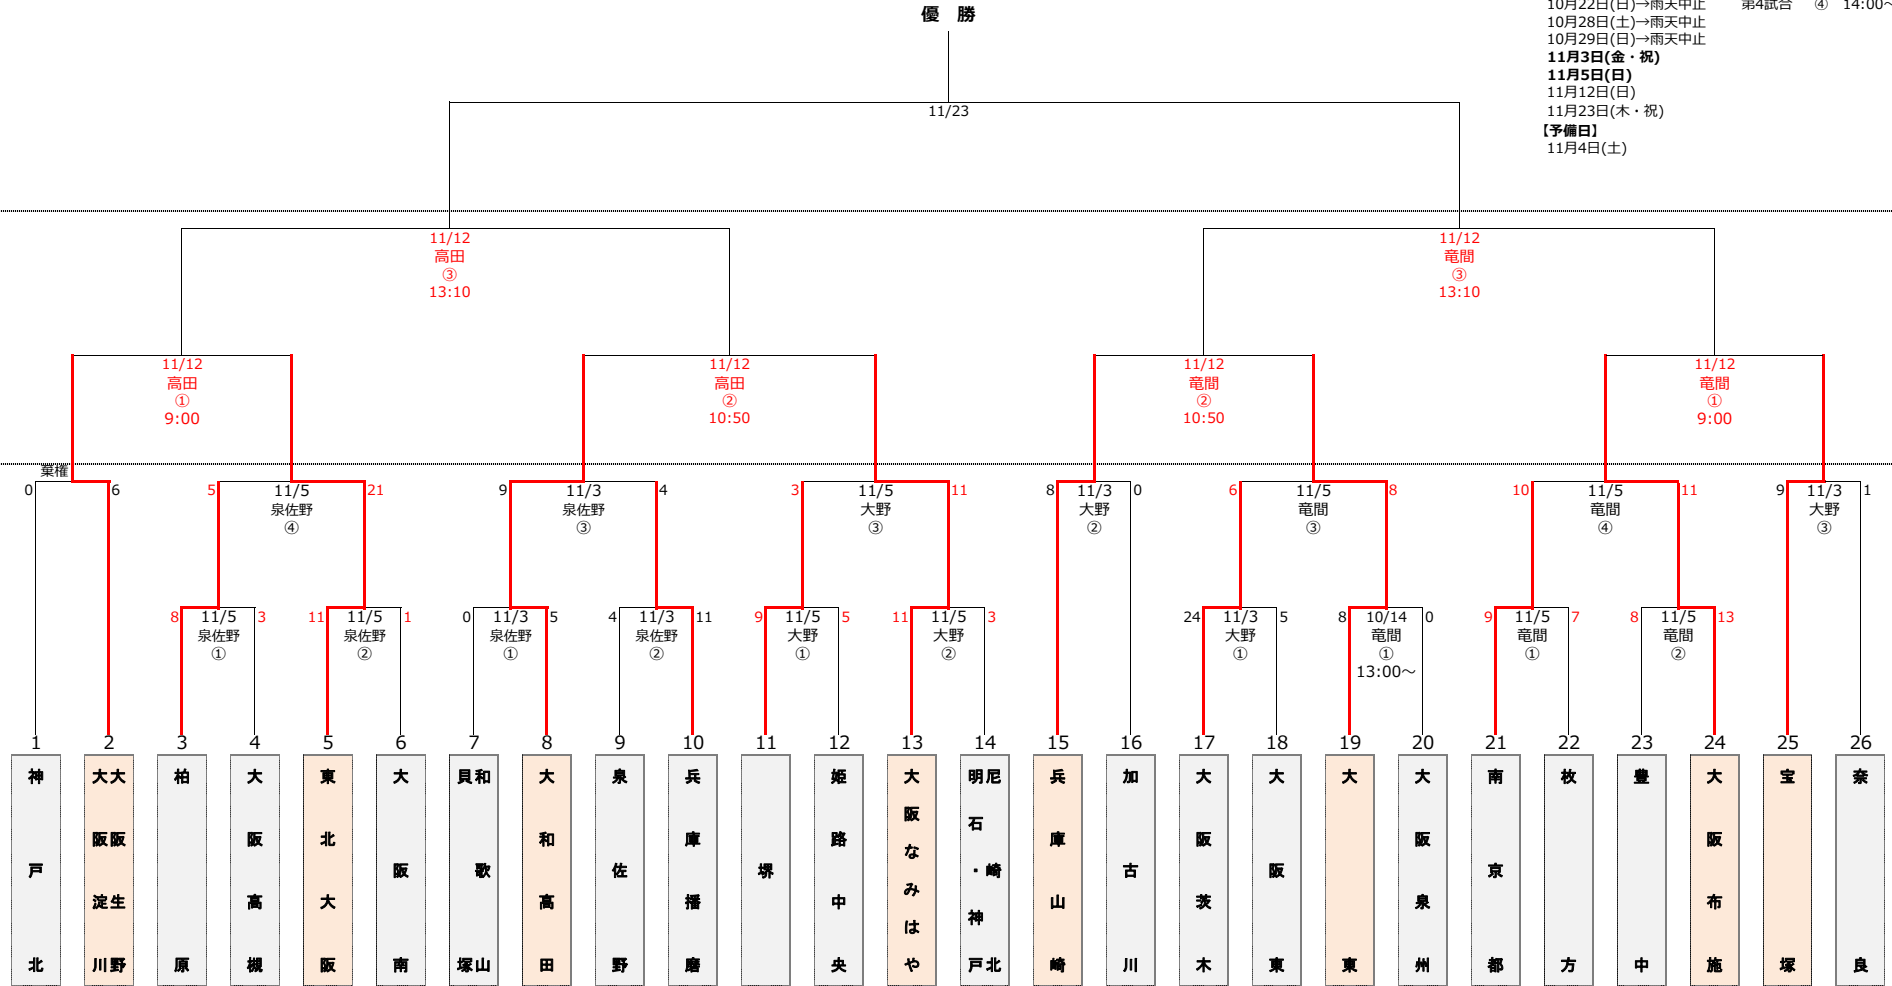 優　勝
10月22日(日)→雨天中止　第4試合　④　14:00～
10月28日(土)→雨天中止
10月29日(日)→雨天中止
11月3日(金・祝)
11月5日(日)
11月12日(日)
11月23日(木・祝)
【予備日】
11月4日(土)
11/23
11/12
高田
③
13:10
11/12
竜間
③
13:10
11/12
高田
①
9:00
11/12
高田
②
10:50
11/12
竜間
②
10:50
11/12
竜間
①
9:00
棄権
0 6
5 11/5 21
泉佐野
④
9 11/3 4
泉佐野
③
3 11/5 11
大野
③
8 11/3 0
大野
②
6 11/5 8
竜間
③
10 11/5 11
竜間
④
9 11/3 1
大野
③
8 11/5 3
泉佐野
①
11 11/5 1
泉佐野
②
0 11/3 5
泉佐野
①
4 11/3 11
泉佐野
②
9 11/5 5
大野
①
11 11/5 3
大野
②
24 11/3 5
大野
①
8 10/14 0
竜間
①
13:00～
9 11/5 7
竜間
①
8 11/5 13
竜間
②
1 2 3 4 5 6 7 8 9 10 11 12 13 14 15 16 17 18 19 20 21 22 23 24 25 26
神戸北
大阪淀川
大阪生野
柏原
大阪高槻
東北大阪
大阪南
貝塚
和歌山
大和高田
泉佐野
兵庫播磨
堺
姫路中央
大阪なみはや
明石・神戸
尼崎北
兵庫山崎
加古川
大阪茨木
大阪東
大東
大阪泉州
南京都
枚方
豊中
大阪布施
宝塚
奈良